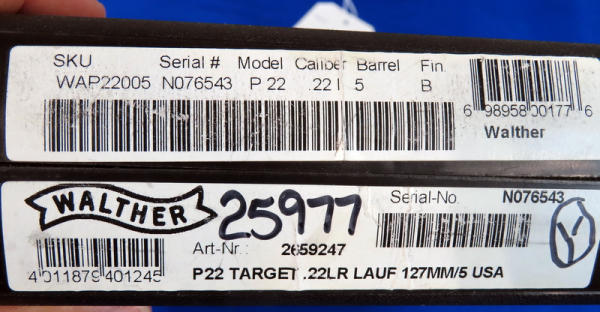 SKU Serial # Model Caliber Barrel Fin.
WAP22005 N076543 P 22 .22 l 5 B
6 98958 00177 6
Walther
WALTHER
25977
Serial-No. N076543
Y
Art-Nr.: 2659247
4 011879 401245
P22 TARGET .22LR LAUF 127MM/5 USA